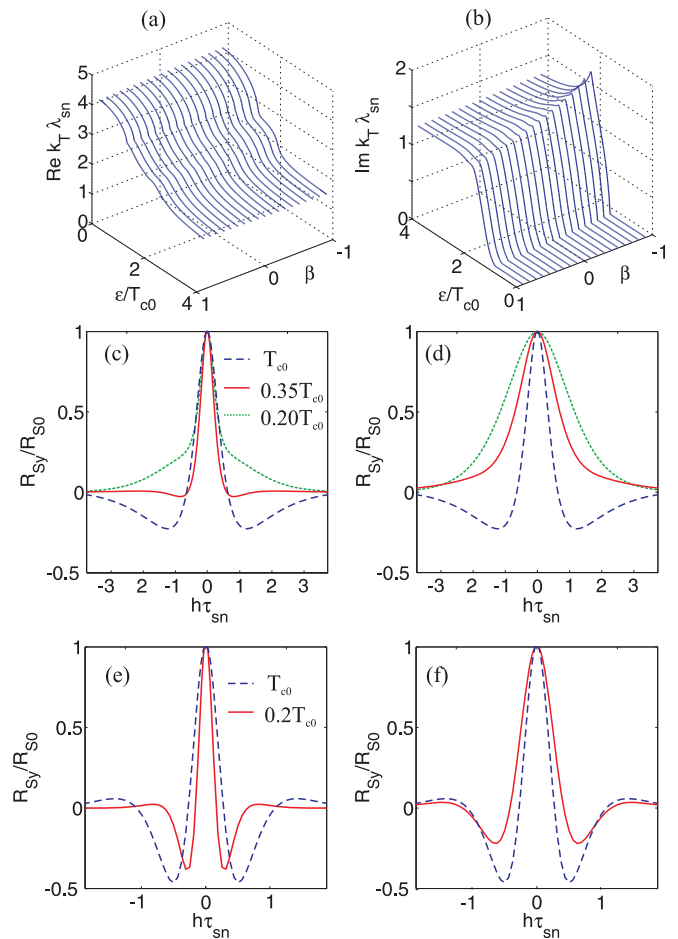 (a)
(b)
5
4
3
2
1
0
Re k_T λ_sn
0
2
4
ε/T_c0
1
0
-1
β
2
1
0
Im k_T λ_sn
4
2
0
ε/T_c0
1
0
-1
β
(c)
T_c0
0.35T_c0
0.20T_c0
1
0.5
0
-0.5
R_Sy/R_S0
-3 -2 -1 0 1 2 3
hτ_sn
(d)
1
0.5
0
-0.5
R_Sy/R_S0
-3 -2 -1 0 1 2 3
hτ_sn
(e)
T_c0
0.2T_c0
1
0.5
0
-0.5
R_Sy/R_S0
-1 0 1
hτ_sn
(f)
1
0.5
0
-0.5
R_Sy/R_S0
-1 0 1
hτ_sn